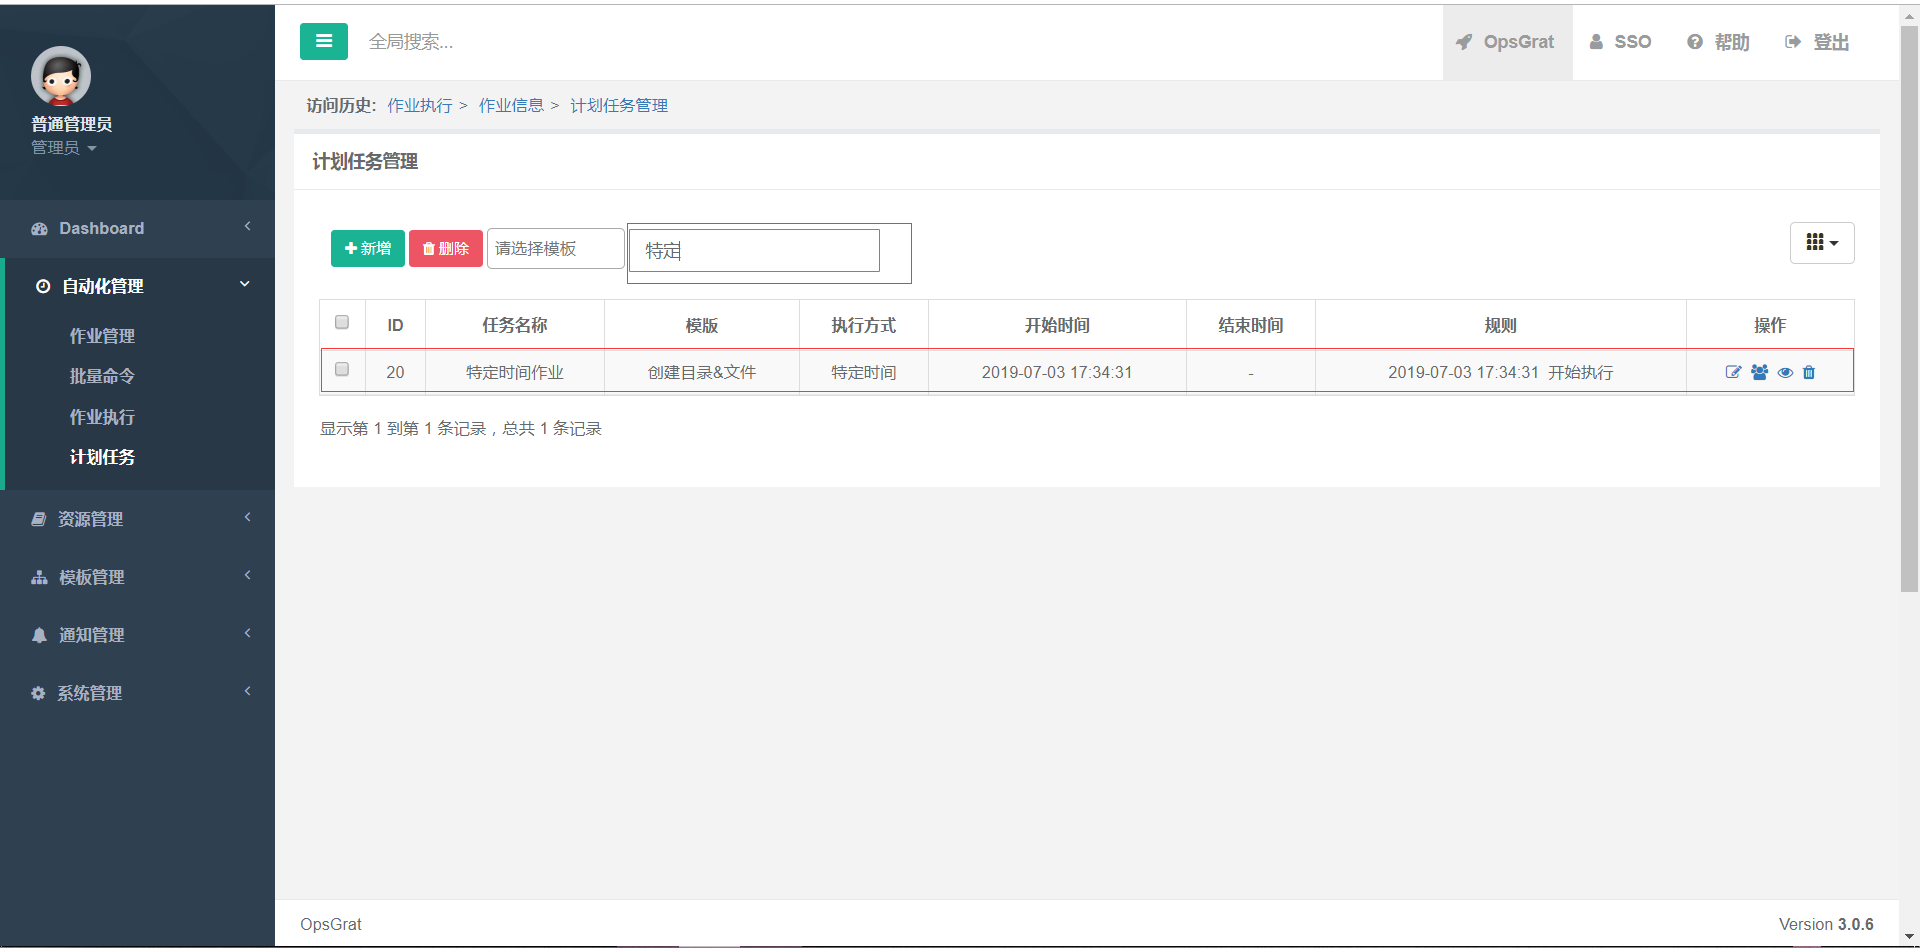 全局搜索...
OpsGrat
SSO
帮助
登出
普通管理员
管理员
Dashboard
自动化管理
作业管理
批量命令
作业执行
计划任务
资源管理
模板管理
通知管理
系统管理
访问历史: 作业执行 > 作业信息 > 计划任务管理
计划任务管理
新增 删除 请选择模板 特定
ID 任务名称 模版 执行方式 开始时间 结束时间 规则 操作
20 特定时间作业 创建目录&文件 特定时间 2019-07-03 17:34:31 - 2019-07-03 17:34:31 开始执行
显示第 1 到第 1 条记录，总共 1 条记录
OpsGrat
Version 3.0.6